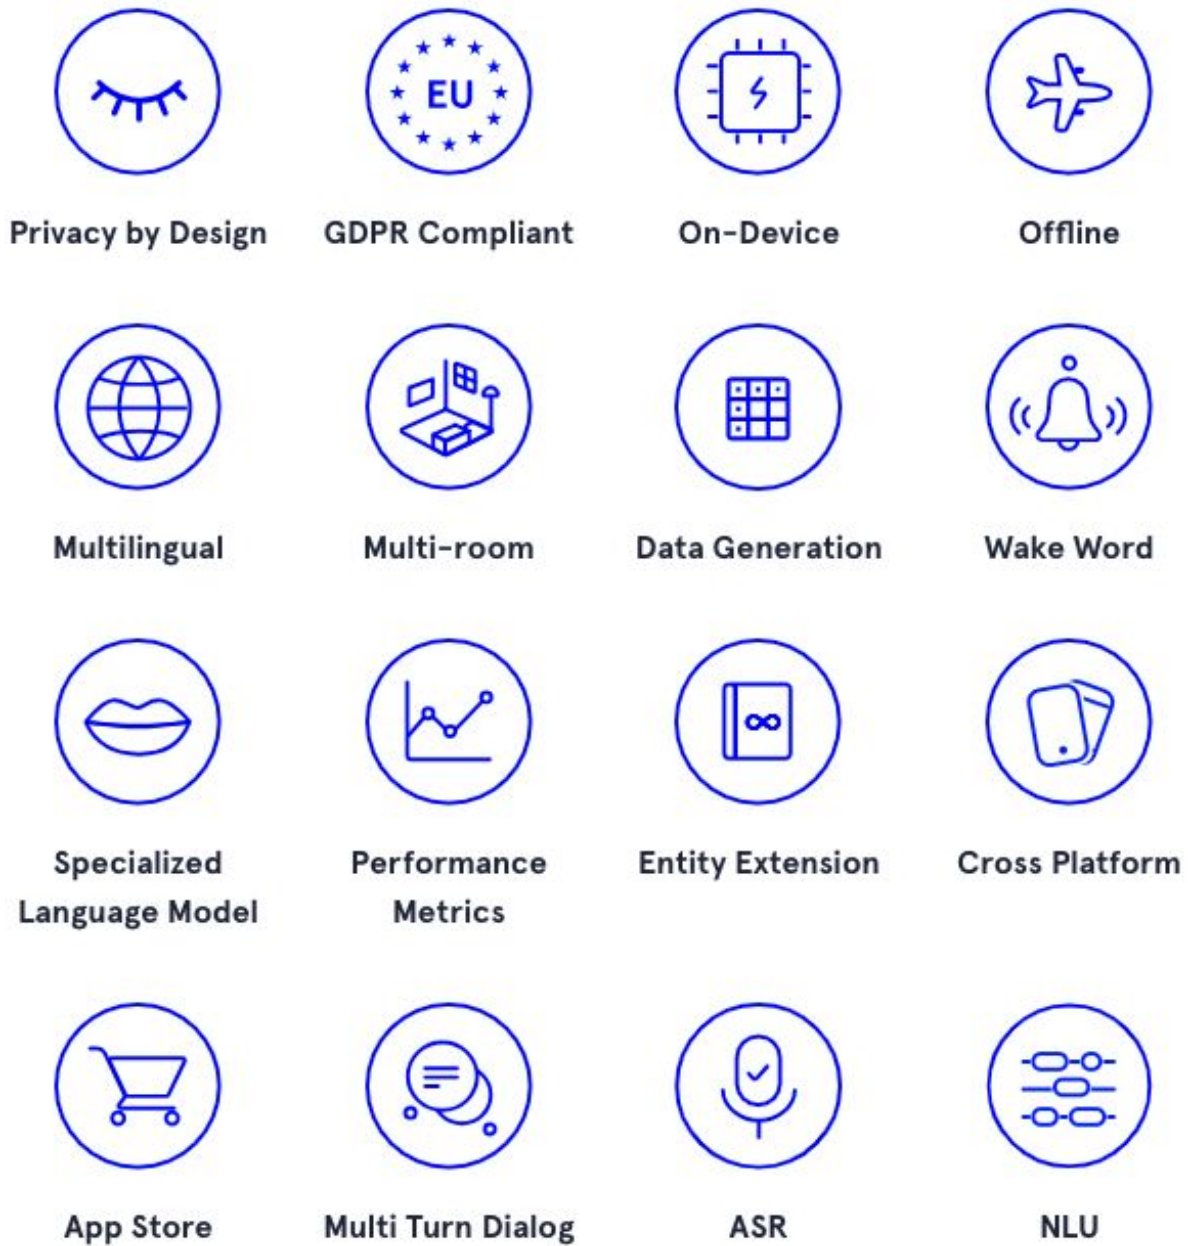 EU
Privacy by Design
GDPR Compliant
On-Device
Offline
Multilingual
Multi-room
Data Generation
Wake Word
Specialized
Language Model
Performance
Metrics
Entity Extension
Cross Platform
App Store
Multi Turn Dialog
ASR
NLU